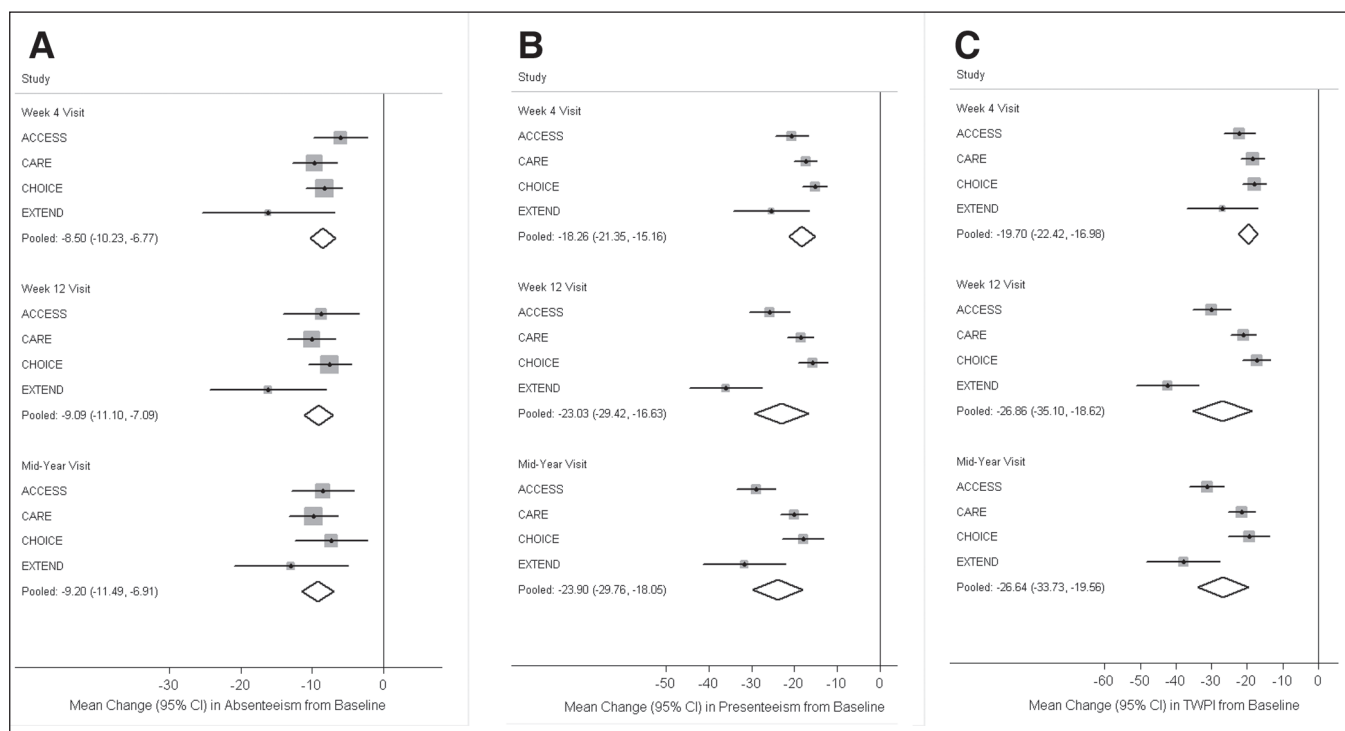 A
Study
Week 4 Visit
ACCESS
CARE
CHOICE
EXTEND
Pooled: -8.50 (-10.23, -6.77)
Week 12 Visit
ACCESS
CARE
CHOICE
EXTEND
Pooled: -9.09 (-11.10, -7.09)
Mid-Year Visit
ACCESS
CARE
CHOICE
EXTEND
Pooled: -9.20 (-11.49, -6.91)
-30 -20 -10 0
Mean Change (95% CI) in Absenteeism from Baseline
B
Study
Week 4 Visit
ACCESS
CARE
CHOICE
EXTEND
Pooled: -18.26 (-21.35, -15.16)
Week 12 Visit
ACCESS
CARE
CHOICE
EXTEND
Pooled: -23.03 (-29.42, -16.63)
Mid-Year Visit
ACCESS
CARE
CHOICE
EXTEND
Pooled: -23.90 (-29.76, -18.05)
-50 -40 -30 -20 -10 0
Mean Change (95% CI) in Presenteeism from Baseline
C
Study
Week 4 Visit
ACCESS
CARE
CHOICE
EXTEND
Pooled: -19.70 (-22.42, -16.98)
Week 12 Visit
ACCESS
CARE
CHOICE
EXTEND
Pooled: -26.86 (-35.10, -18.62)
Mid-Year Visit
ACCESS
CARE
CHOICE
EXTEND
Pooled: -26.64 (-33.73, -19.56)
-60 -50 -40 -30 -20 -10 0
Mean Change (95% CI) in TWPI from Baseline